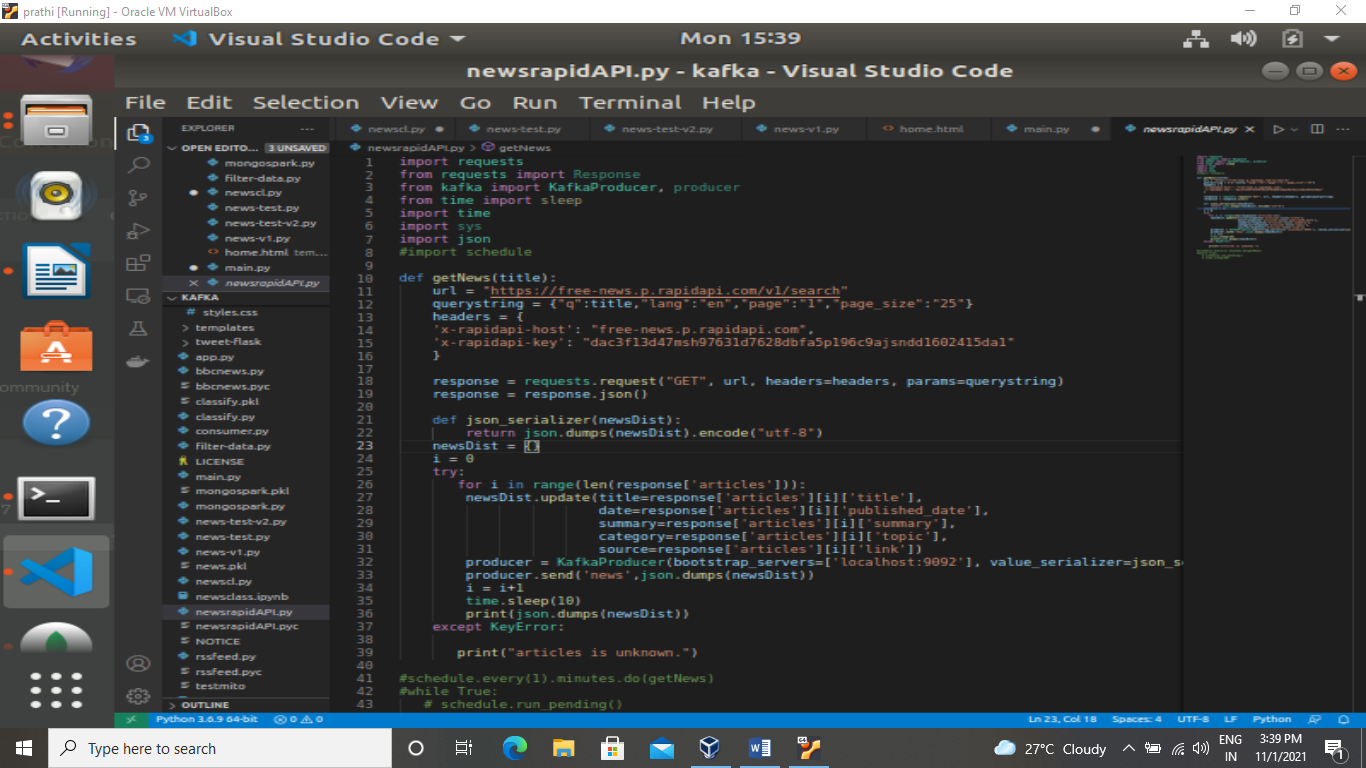 prathi [Running] - Oracle VM VirtualBox
Activities
Visual Studio Code
Mon 15:39
newsrapidAPI.py - kafka - Visual Studio Code
File Edit Selection View Go Run Terminal Help
EXPLORER
newscl.py
news-test.py
news-test-v2.py
news-v1.py
home.html
main.py
newsrapidAPI.py
OPEN EDITO... 3 UNSAVED
mongospark.py
filter-data.py
newscl.py
news-test.py
news-test-v2.py
news-v1.py
home.html tem...
main.py
newsrapidAPI.py
KAFKA
styles.css
templates
tweet-flask
app.py
bbcnews.py
bbcnews.pyc
classify.pkl
classify.py
consumer.py
filter-data.py
LICENSE
main.py
mongospark.pkl
mongospark.py
news-test-v2.py
news-test.py
news-v1.py
news.pkl
newscl.py
newsclass.ipynb
newsrapidAPI.py
newsrapidAPI.pyc
NOTICE
rssfeed.py
rssfeed.pyc
testmito
OUTLINE
newsrapidAPI.py > getNews
1 import requests
2 from requests import Response
3 from kafka import KafkaProducer, producer
4 from time import sleep
5 import time
6 import sys
7 import json
8 #import schedule
9
10 def getNews(title):
11 url = "https://free-news.p.rapidapi.com/v1/search"
12 querystring = {"q":title,"lang":"en","page":"1","page_size":"25"}
13 headers = {
14 'x-rapidapi-host': "free-news.p.rapidapi.com",
15 'x-rapidapi-key': "dac3f13d47msh97631d7628dbfa5p196c9ajsndd1602415da1"
16 }
17
18 response = requests.request("GET", url, headers=headers, params=querystring)
19 response = response.json()
20
21 def json_serializer(newsDist):
22 return json.dumps(newsDist).encode("utf-8")
23 newsDist = {}
24 i = 0
25 try:
26 for i in range(len(response['articles'])):
27 newsDist.update(title=response['articles'][i]['title'],
28 date=response['articles'][i]['published_date'],
29 summary=response['articles'][i]['summary'],
30 category=response['articles'][i]['topic'],
31 source=response['articles'][i]['link'])
32 producer = KafkaProducer(bootstrap_servers=['localhost:9092'], value_serializer=json_s
33 producer.send('news',json.dumps(newsDist))
34 i = i+1
35 time.sleep(10)
36 print(json.dumps(newsDist))
37 except KeyError:
38
39 print("articles is unknown.")
40
41 #schedule.every(1).minutes.do(getNews)
42 #while True:
43 # schedule.run_pending()
ommunity
Python 3.6.9 64-bit
0 0
Ln 23, Col 18
Spaces: 4
UTF-8
LF
Python
Type here to search
27°C Cloudy
ENG
IN
3:39 PM
11/1/2021
1